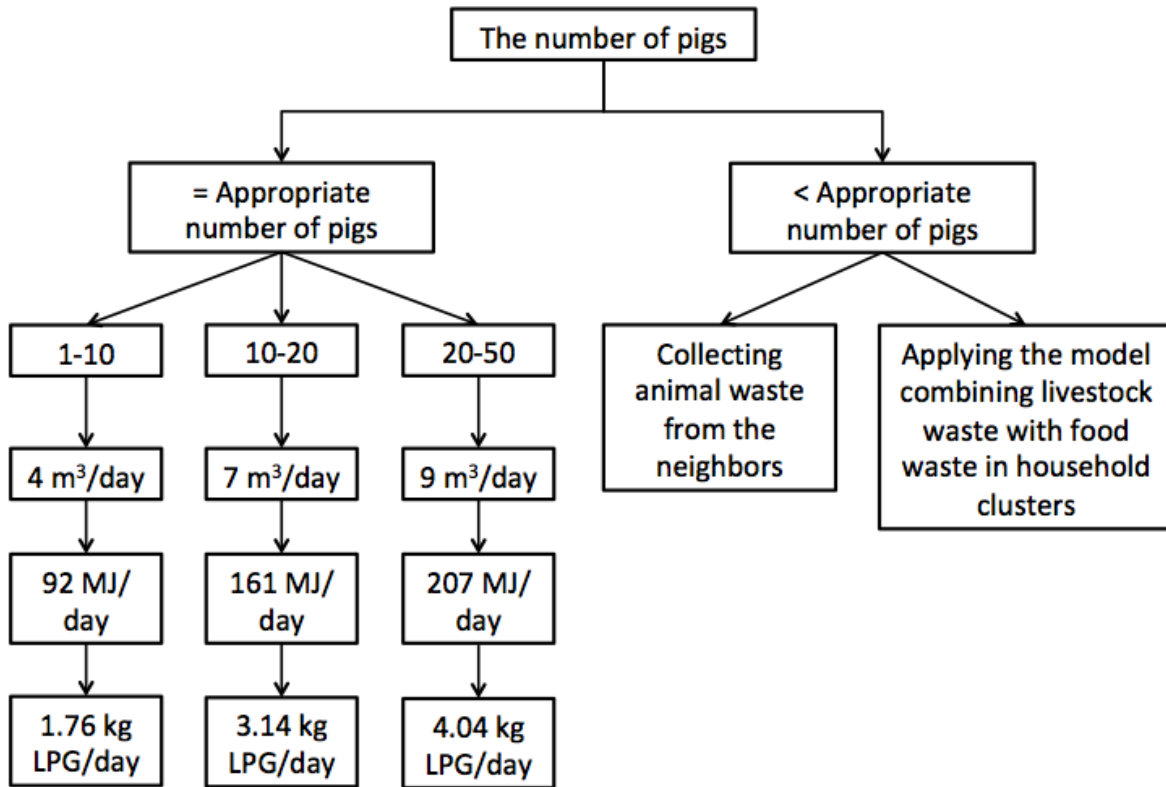 The number of pigs
= Appropriate
number of pigs
< Appropriate
number of pigs
1-10
10-20
20-50
Collecting
animal waste
from the
neighbors
Applying the model
combining livestock
waste with food
waste in household
clusters
4 m³/day
7 m³/day
9 m³/day
92 MJ/
day
161 MJ/
day
207 MJ/
day
1.76 kg
LPG/day
3.14 kg
LPG/day
4.04 kg
LPG/day